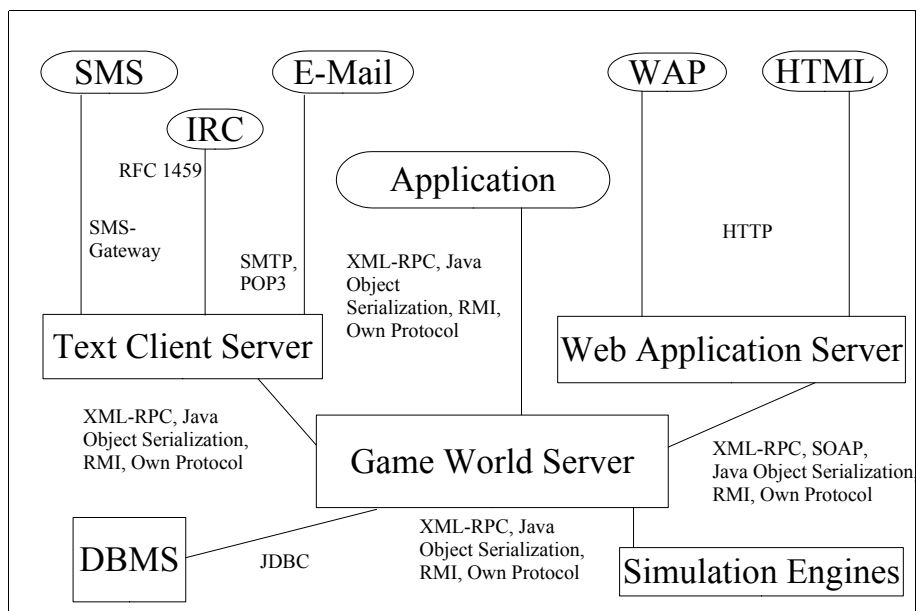 SMS
E-Mail
WAP
HTML
IRC
RFC 1459
Application
SMS-
Gateway
SMTP,
POP3
XML-RPC, Java
Object
Serialization, RMI,
Own Protocol
HTTP
Text Client Server
Web Application Server
XML-RPC, Java
Object Serialization,
RMI, Own Protocol
Game World Server
XML-RPC, SOAP,
Java Object Serialization,
RMI, Own Protocol
DBMS
JDBC
XML-RPC, Java
Object Serialization,
RMI, Own Protocol
Simulation Engines